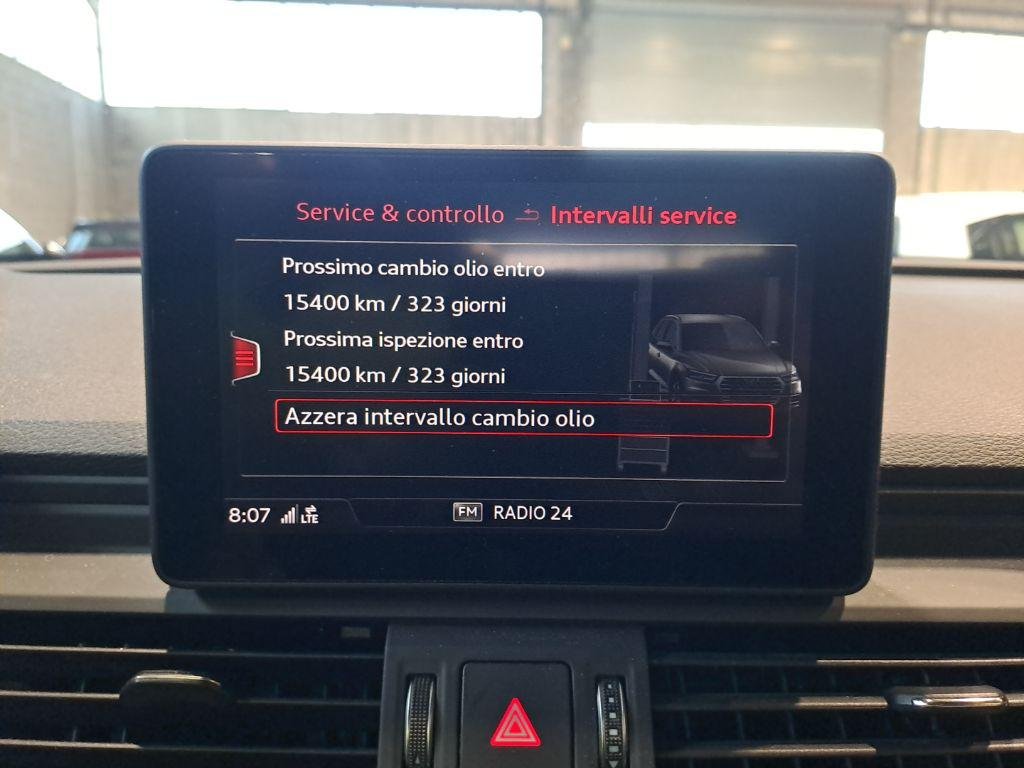 Service & controllo Intervalli service
Prossimo cambio olio entro
15400 km / 323 giorni
Prossima ispezione entro
15400 km / 323 giorni
Azzera intervallo cambio olio
8:07 LTE FM RADIO 24